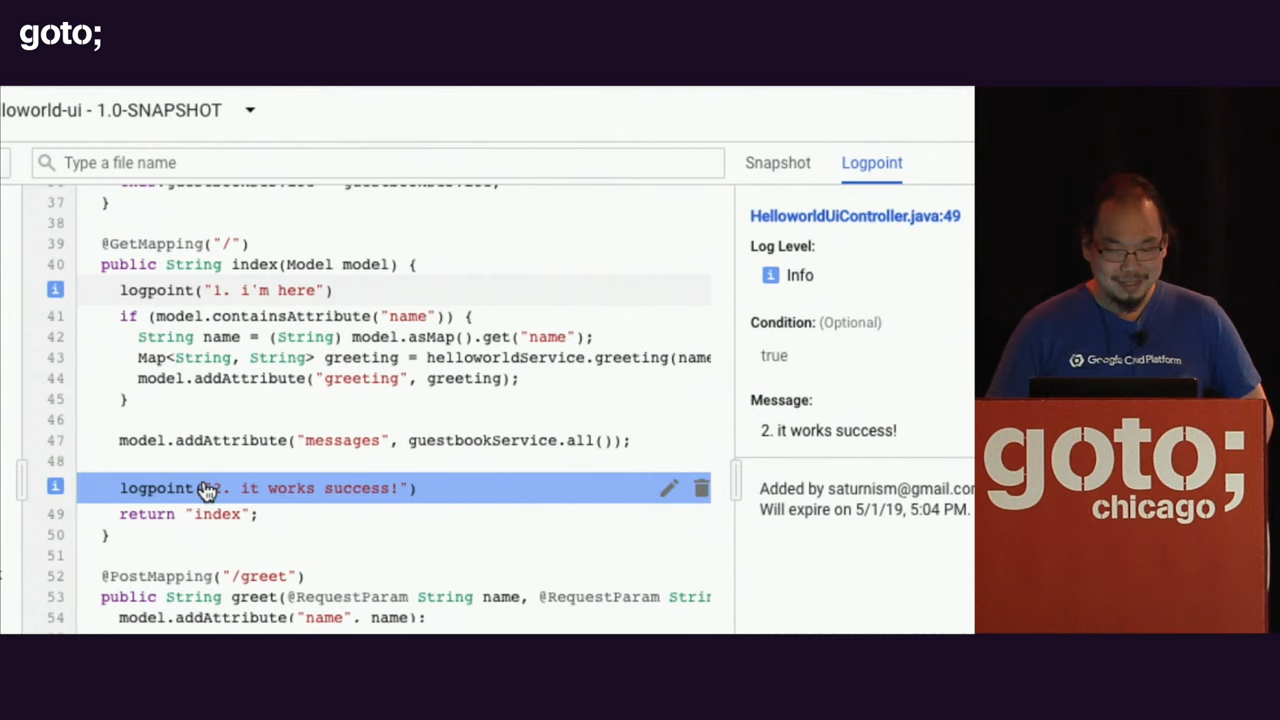 goto;
loworld-ui - 1.0-SNAPSHOT
Type a file name
Snapshot
Logpoint
37 }
38
39 @GetMapping("/")
40 public String index(Model model) {
i logpoint("1. i'm here")
41 if (model.containsAttribute("name")) {
42 String name = (String) model.asMap().get("name");
43 Map<String, String> greeting = helloworldService.greeting(name
44 model.addAttribute("greeting", greeting);
45 }
46
47 model.addAttribute("messages", guestbookService.all());
48
i logpoint("2. it works success!")
49 return "index";
50 }
51
52 @PostMapping("/greet")
53 public String greet(@RequestParam String name, @RequestParam Strin
54 model.addAttribute("name", name);
HelloworldUiController.java:49
Log Level:
i Info
Condition: (Optional)
true
Message:
2. it works success!
Added by saturnism@gmail.com
Will expire on 5/1/19, 5:04 PM.
Google Cloud Platform
goto;
chicago